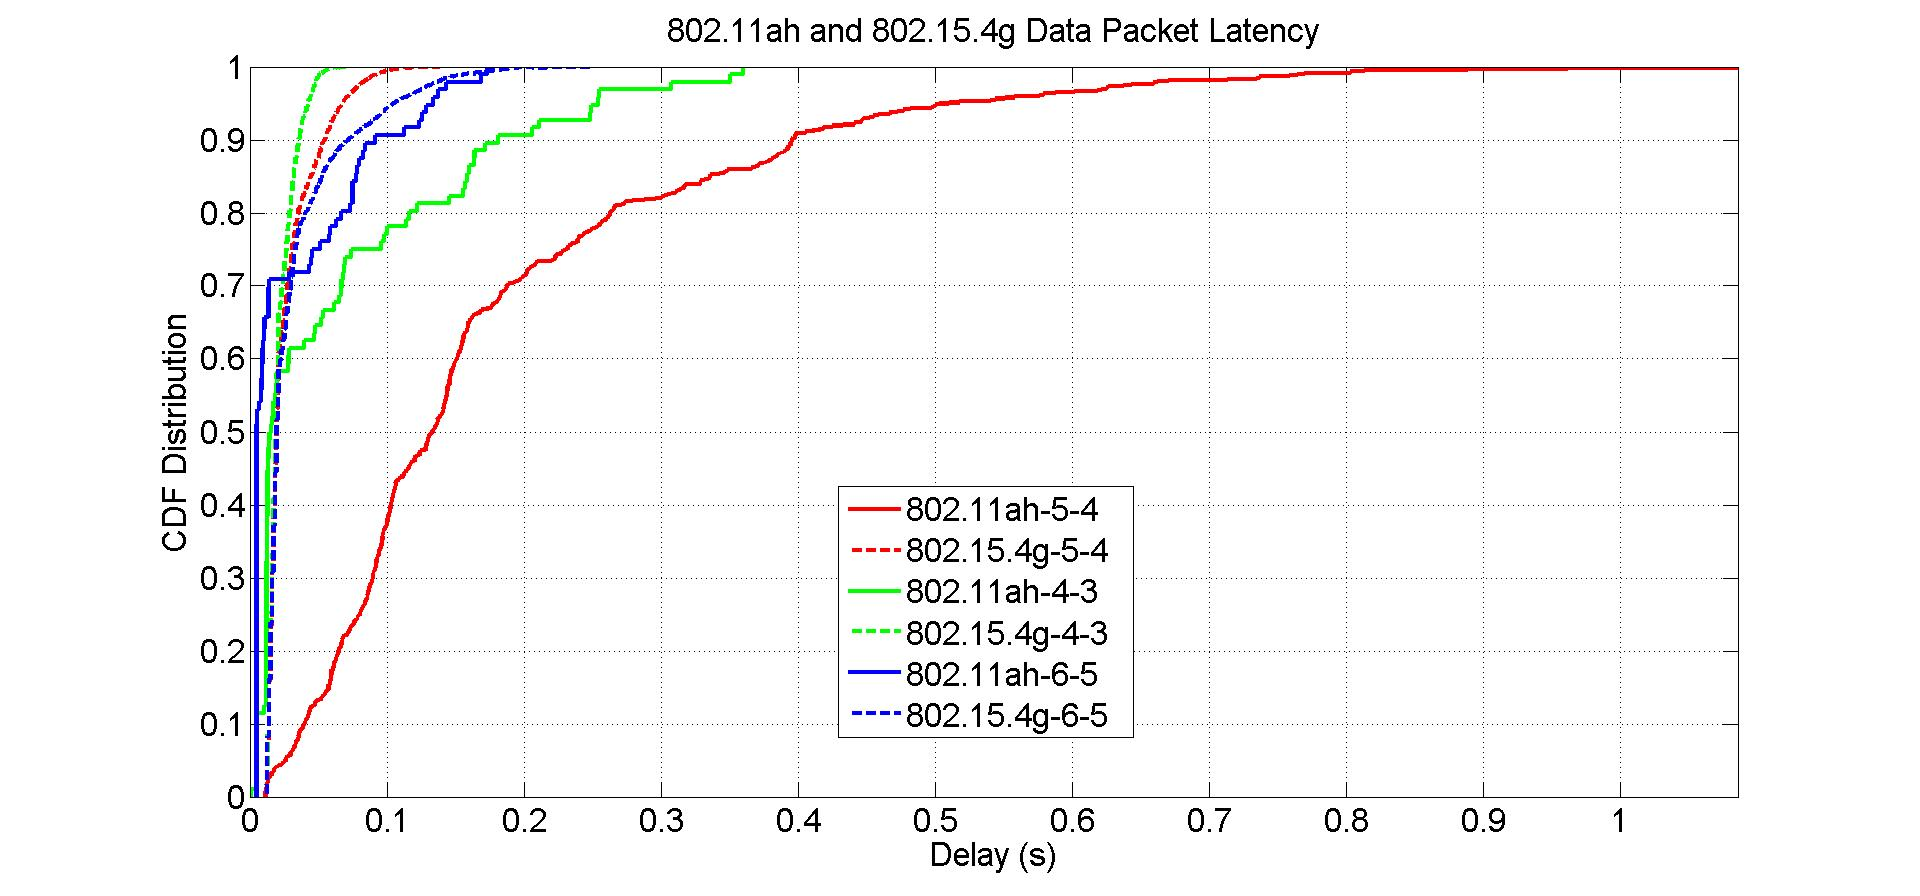 802.11ah and 802.15.4g Data Packet Latency
1
0.9
0.8
0.7
0.6
0.5
0.4
0.3
0.2
0.1
0
CDF Distribution
802.11ah-5-4
802.15.4g-5-4
802.11ah-4-3
802.15.4g-4-3
802.11ah-6-5
802.15.4g-6-5
0 0.1 0.2 0.3 0.4 0.5 0.6 0.7 0.8 0.9 1
Delay (s)